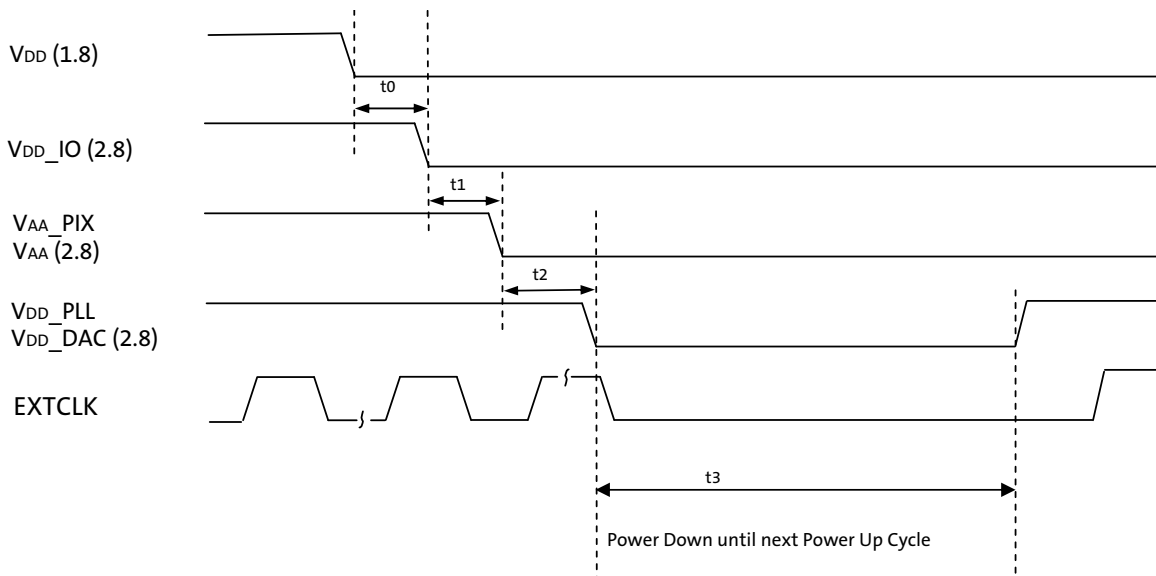 VDD (1.8)
t0
VDD_IO (2.8)
t1
VAA_PIX
VAA (2.8)
t2
VDD_PLL
VDD_DAC (2.8)
EXTCLK
t3
Power Down until next Power Up Cycle